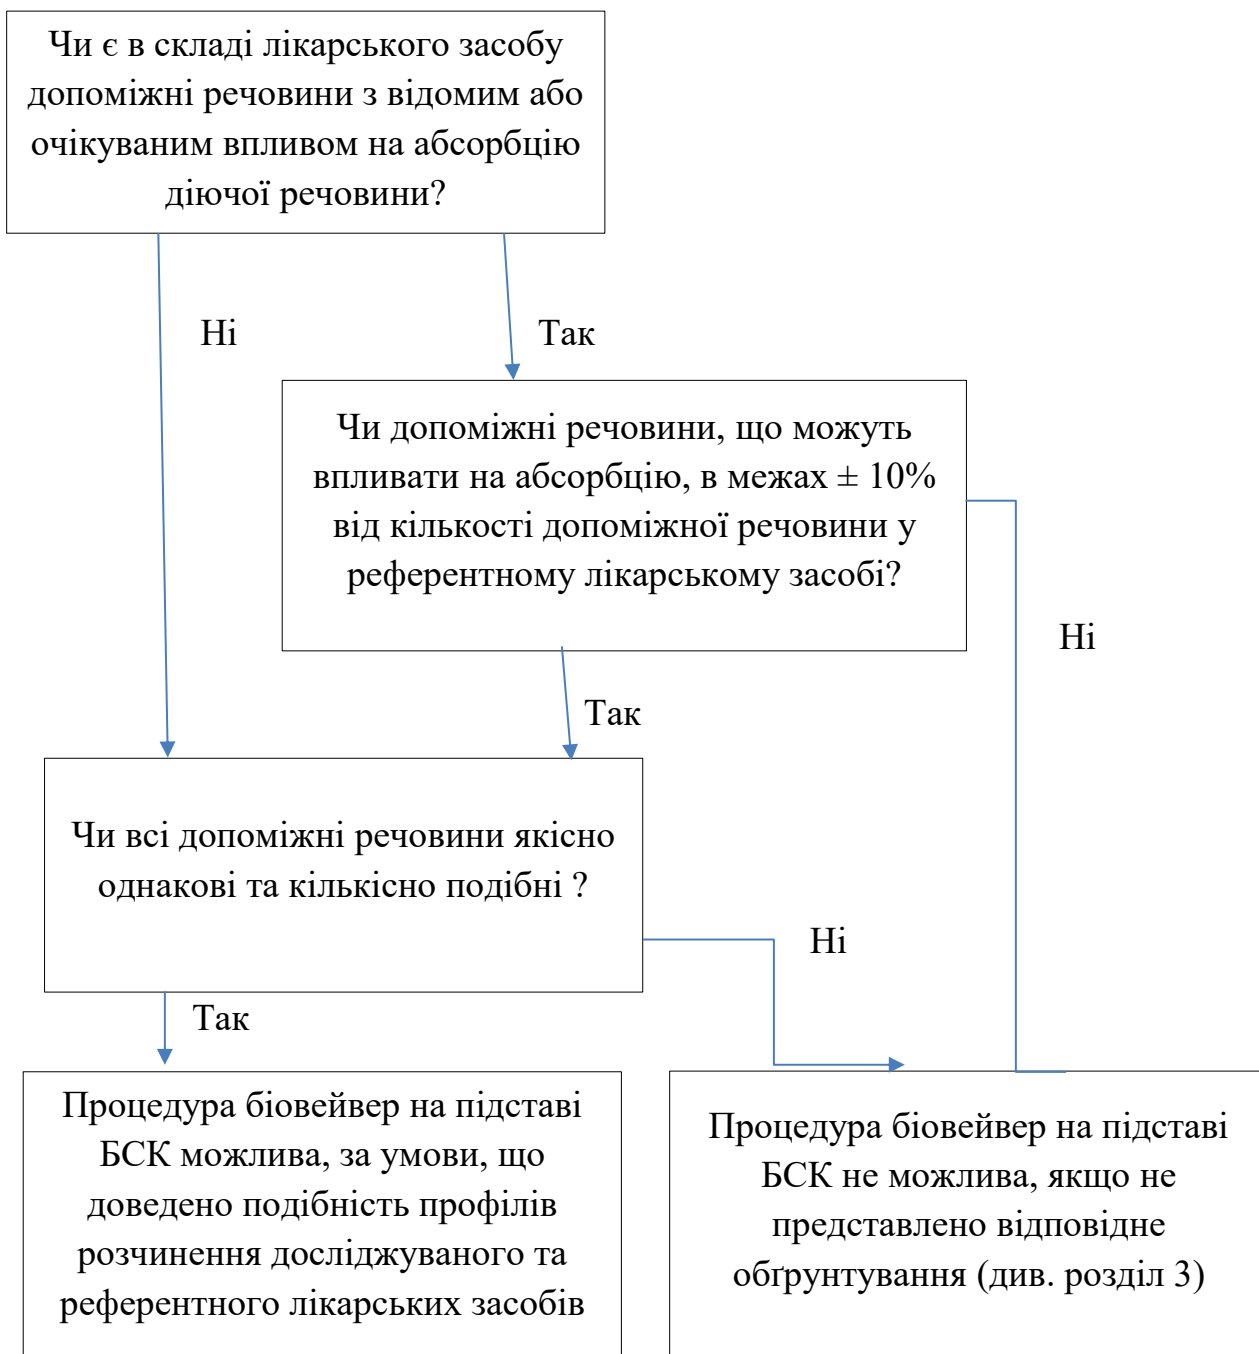 Чи є в складі лікарського засобу
допоміжні речовини з відомим або
очікуваним впливом на абсорбцію
діючої речовини?
Ні
Так
Чи допоміжні речовини, що можуть
впливати на абсорбцію, в межах ± 10%
від кількості допоміжної речовини у
референтному лікарському засобі?
Ні
Так
Чи всі допоміжні речовини якісно
однакові та кількісно подібні ?
Ні
Так
Процедура біовейвер на підставі
БСК можлива, за умови, що
доведено подібність профілів
розчинення досліджуваного та
референтного лікарських засобів
Процедура біовейвер на підставі
БСК не можлива, якщо не
представлено відповідне
обґрунтування (див. розділ 3)